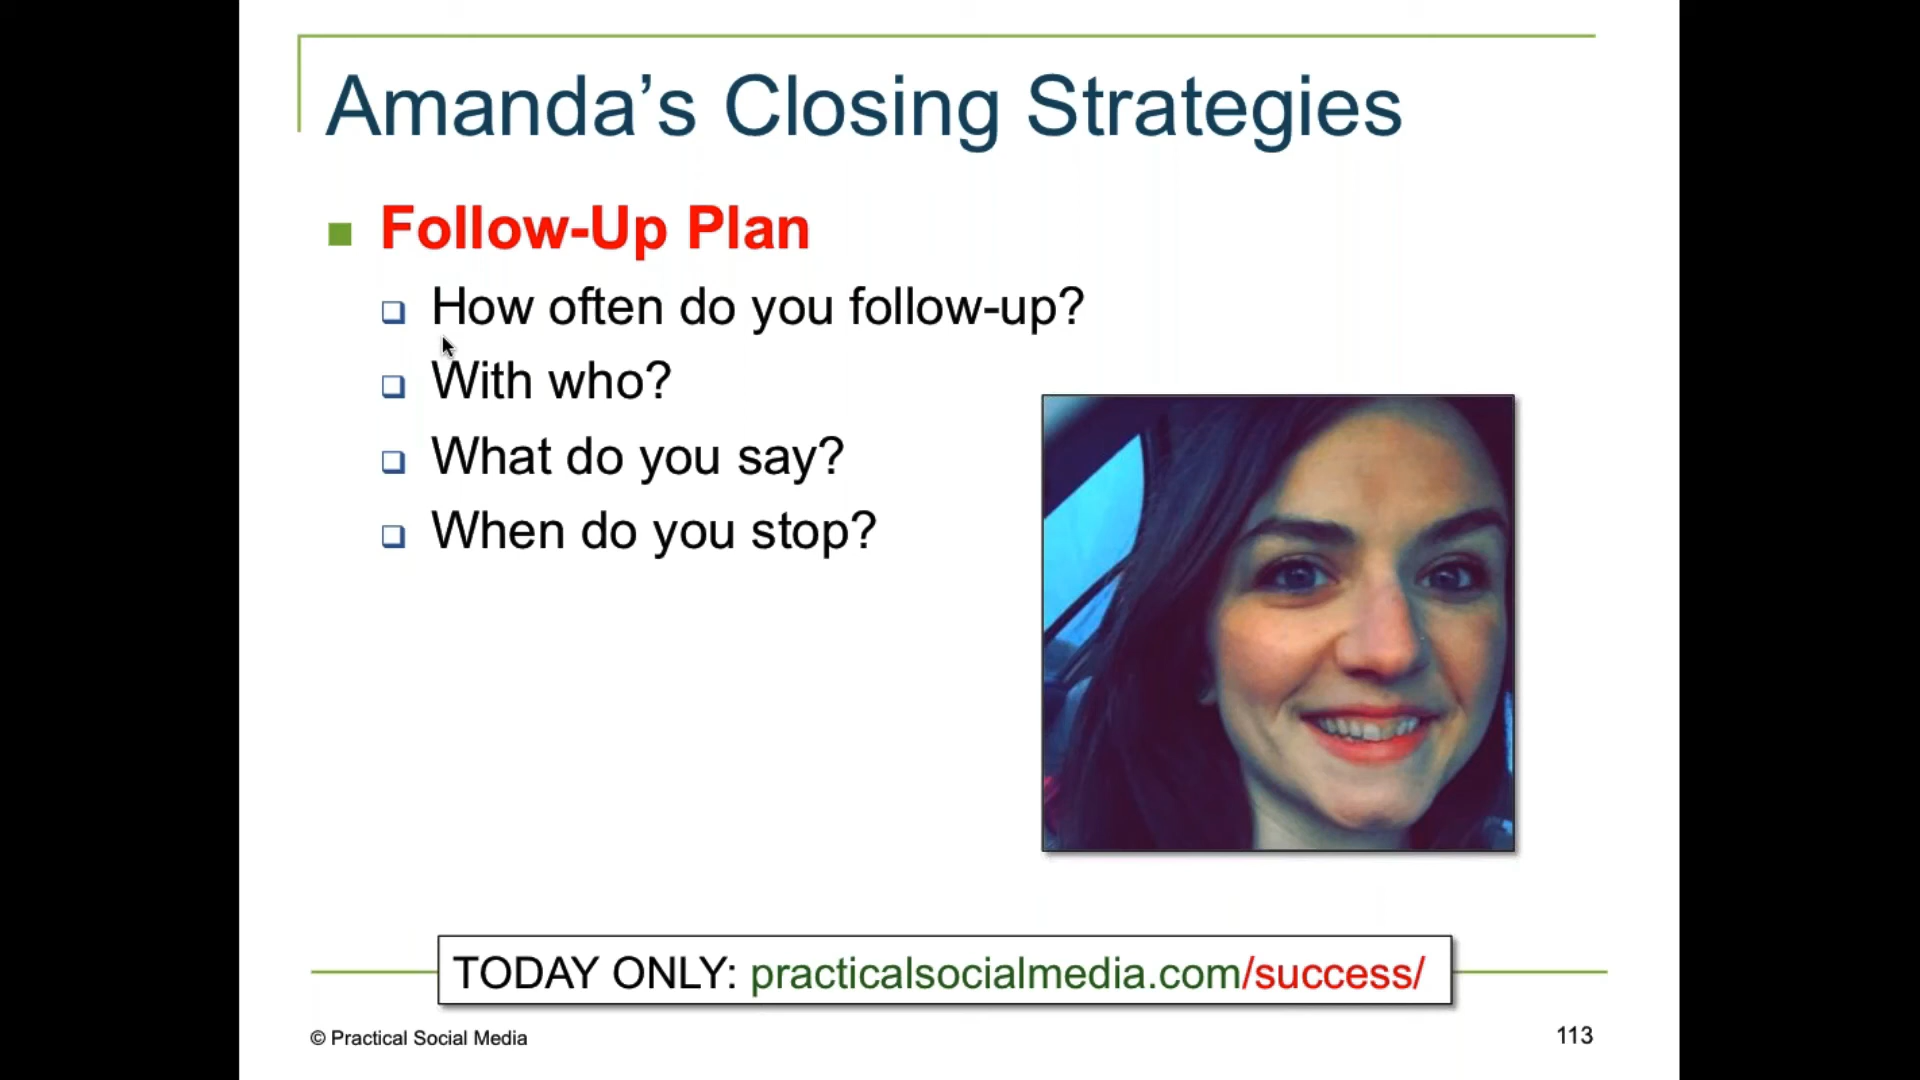 Amanda’s Closing Strategies
Follow-Up Plan
How often do you follow-up?
With who?
What do you say?
When do you stop?
TODAY ONLY: practicalsocialmedia.com/success/
© Practical Social Media
113